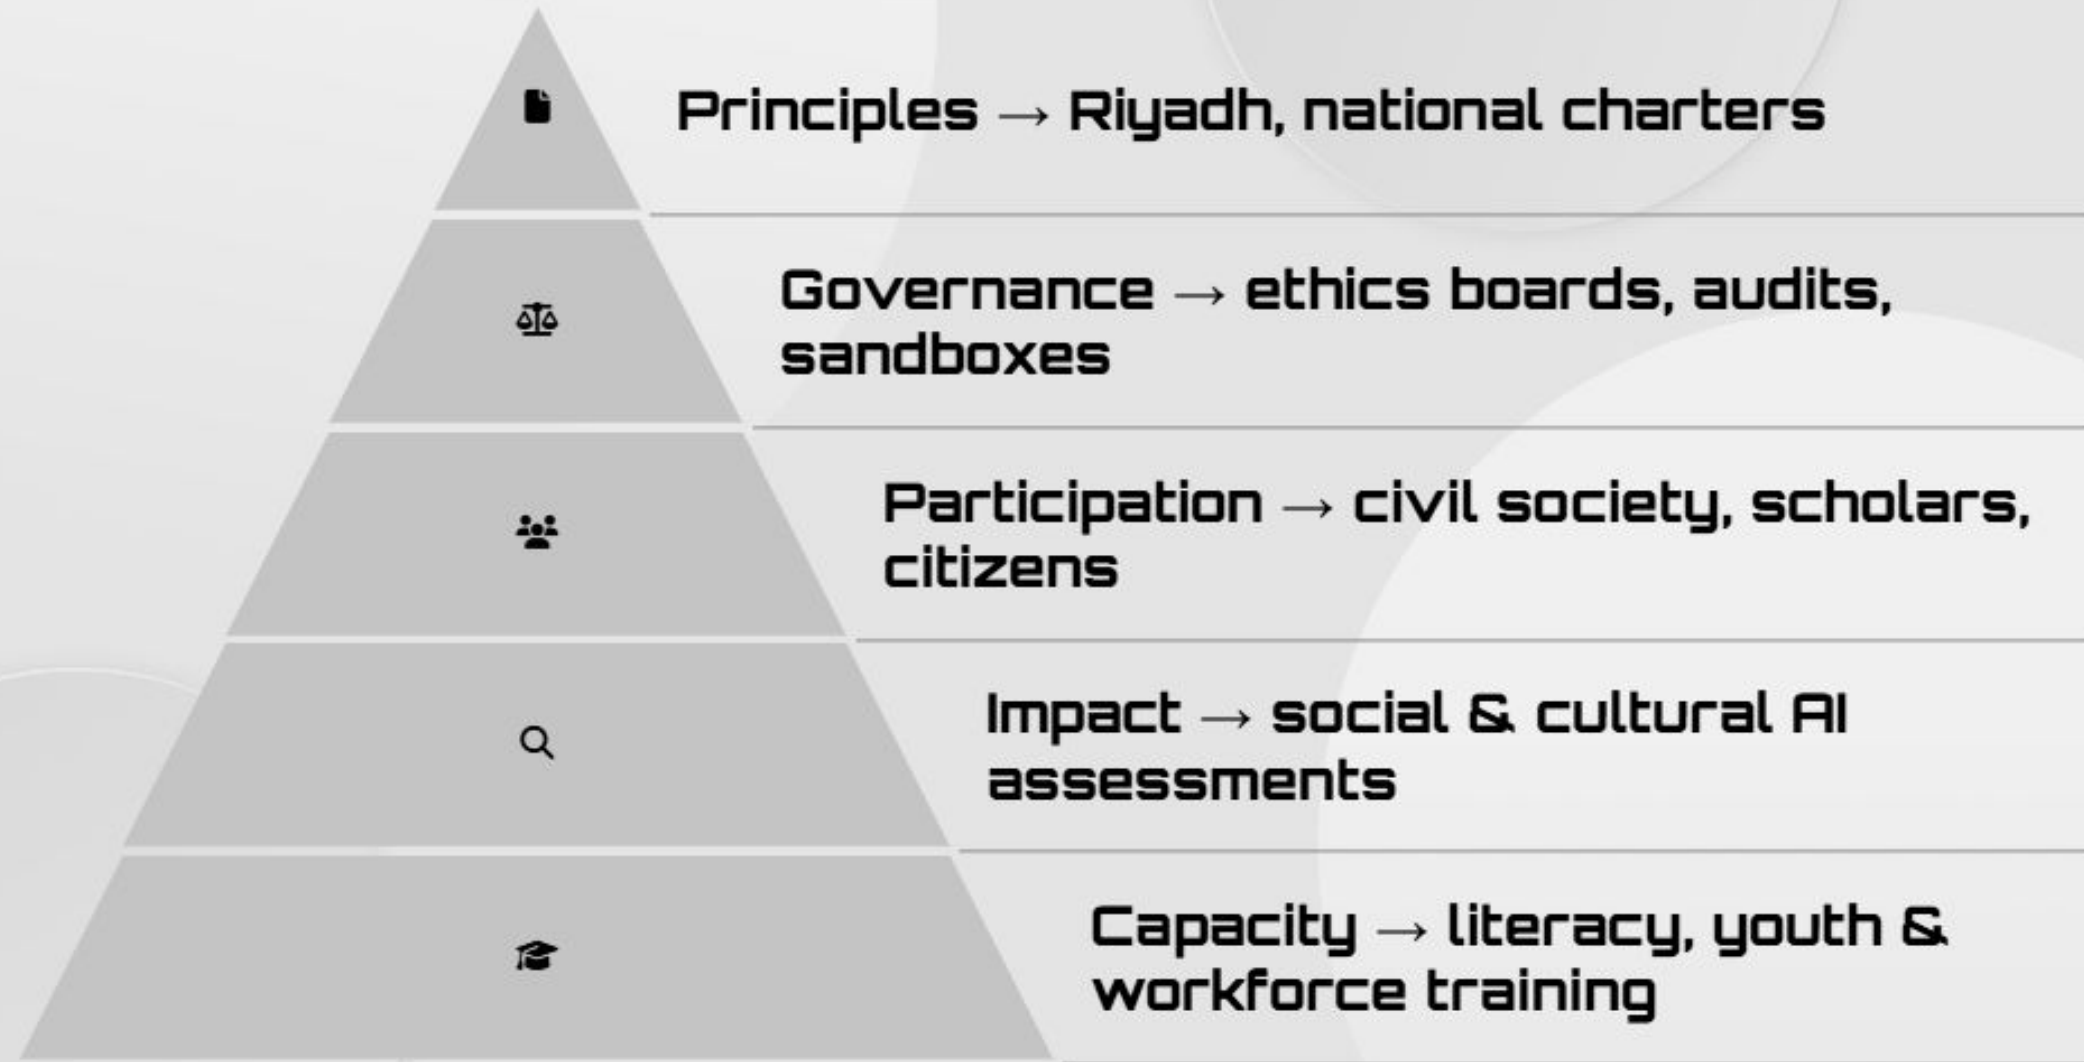 Principles → Riyadh, national charters
Governance → ethics boards, audits,
sandboxes
Participation → civil society, scholars,
citizens
Impact → social & cultural AI
assessments
Capacity → literacy, youth &
workforce training